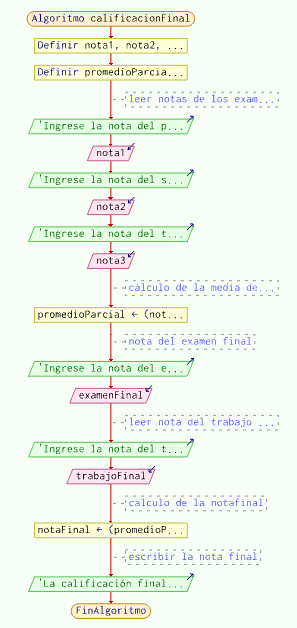 Algoritmo calificacionFinal
Definir nota1, nota2, ...
Definir promedioParcia...
'leer notas de los exam...
'Ingrese la nota del p...
nota1
'Ingrese la nota del s...
nota2
'Ingrese la nota del t...
nota3
'cálculo de la media de...
promedioParcial ← (not...
'nota del examen final
'Ingrese la nota del e...
examenFinal
'leer nota del trabajo ...
'Ingrese la nota del t...
trabajoFinal
'calculo de la notafinal
notaFinal ← (promedioP...
'escribir la nota final
'La calificación final...
FinAlgoritmo